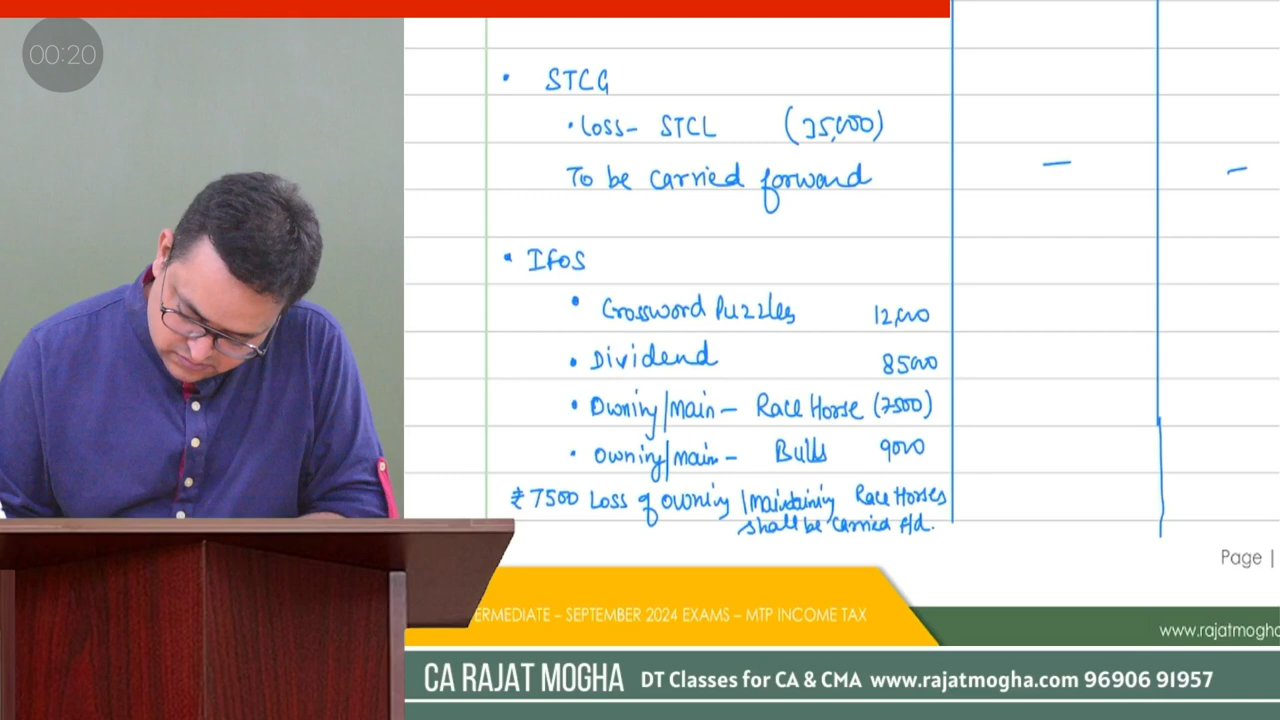 00:20
• STCG
• Loss- STCL (35,000)
To be carried forward
• IFOS
• Crossword Puzzles 12,000
• Dividend 8500
• Owning/main- Race Horse (7500)
• Owning/main- Bulls 9000
₹7500 Loss of owning/maintaining Race Horses
shall be carried f/d.
Page |
ERMEDIATE – SEPTEMBER 2024 EXAMS – MTP INCOME TAX
www.rajatmogha
CA RAJAT MOGHA DT Classes for CA & CMA www.rajatmogha.com 96906 91957